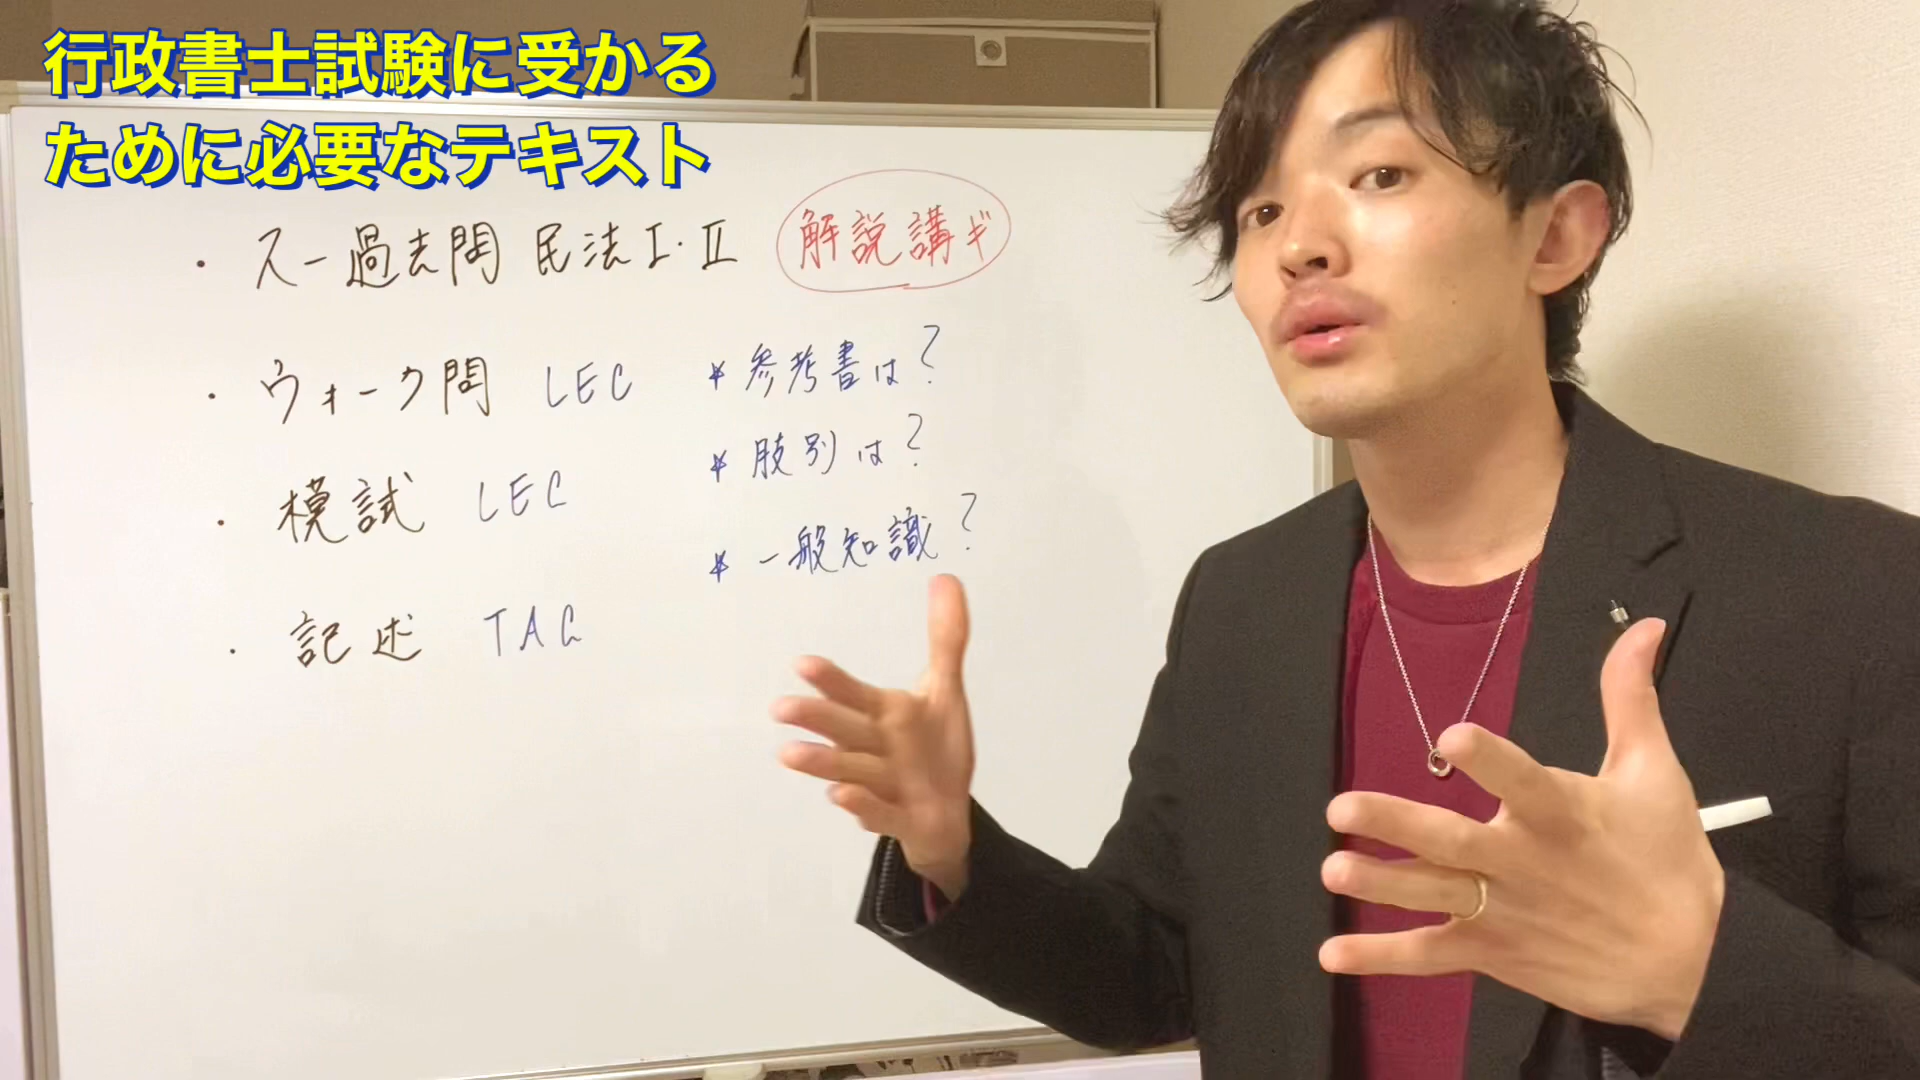 行政書士試験に受かる
ために必要なテキスト
・スー過去問 民法Ⅰ・Ⅱ 解説講ギ
・ウォーク問 LEC
・模試 LEC
・記述 TAC
* 参考書は?
* 肢別は?
* 一般知識?